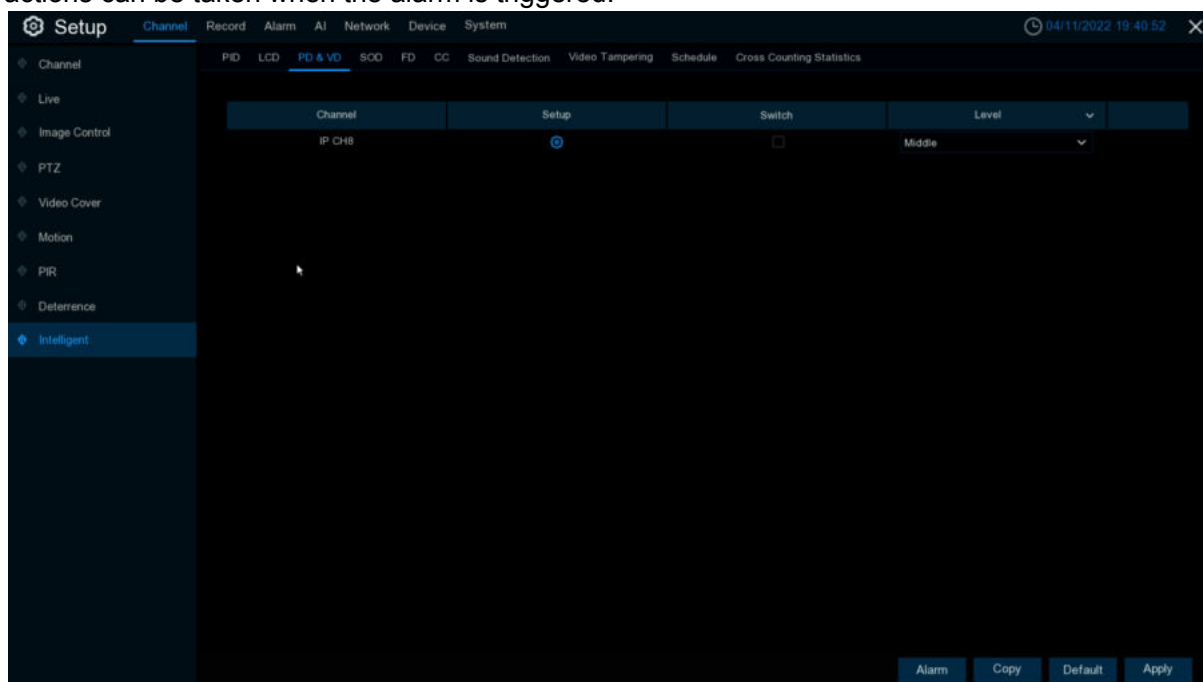 actions can be taken when the alarm is triggered.
Setup Channel Record Alarm AI Network Device System 04/11/2022 19:40:52
PID LCD PD & VD SOD FD CC Sound Detection Video Tampering Schedule Cross Counting Statistics
Channel
Live
Image Control
PTZ
Video Cover
Motion
PIR
Deterrence
Intelligent
Channel Setup Switch Level
IP CH8 Middle
Alarm Copy Default Apply